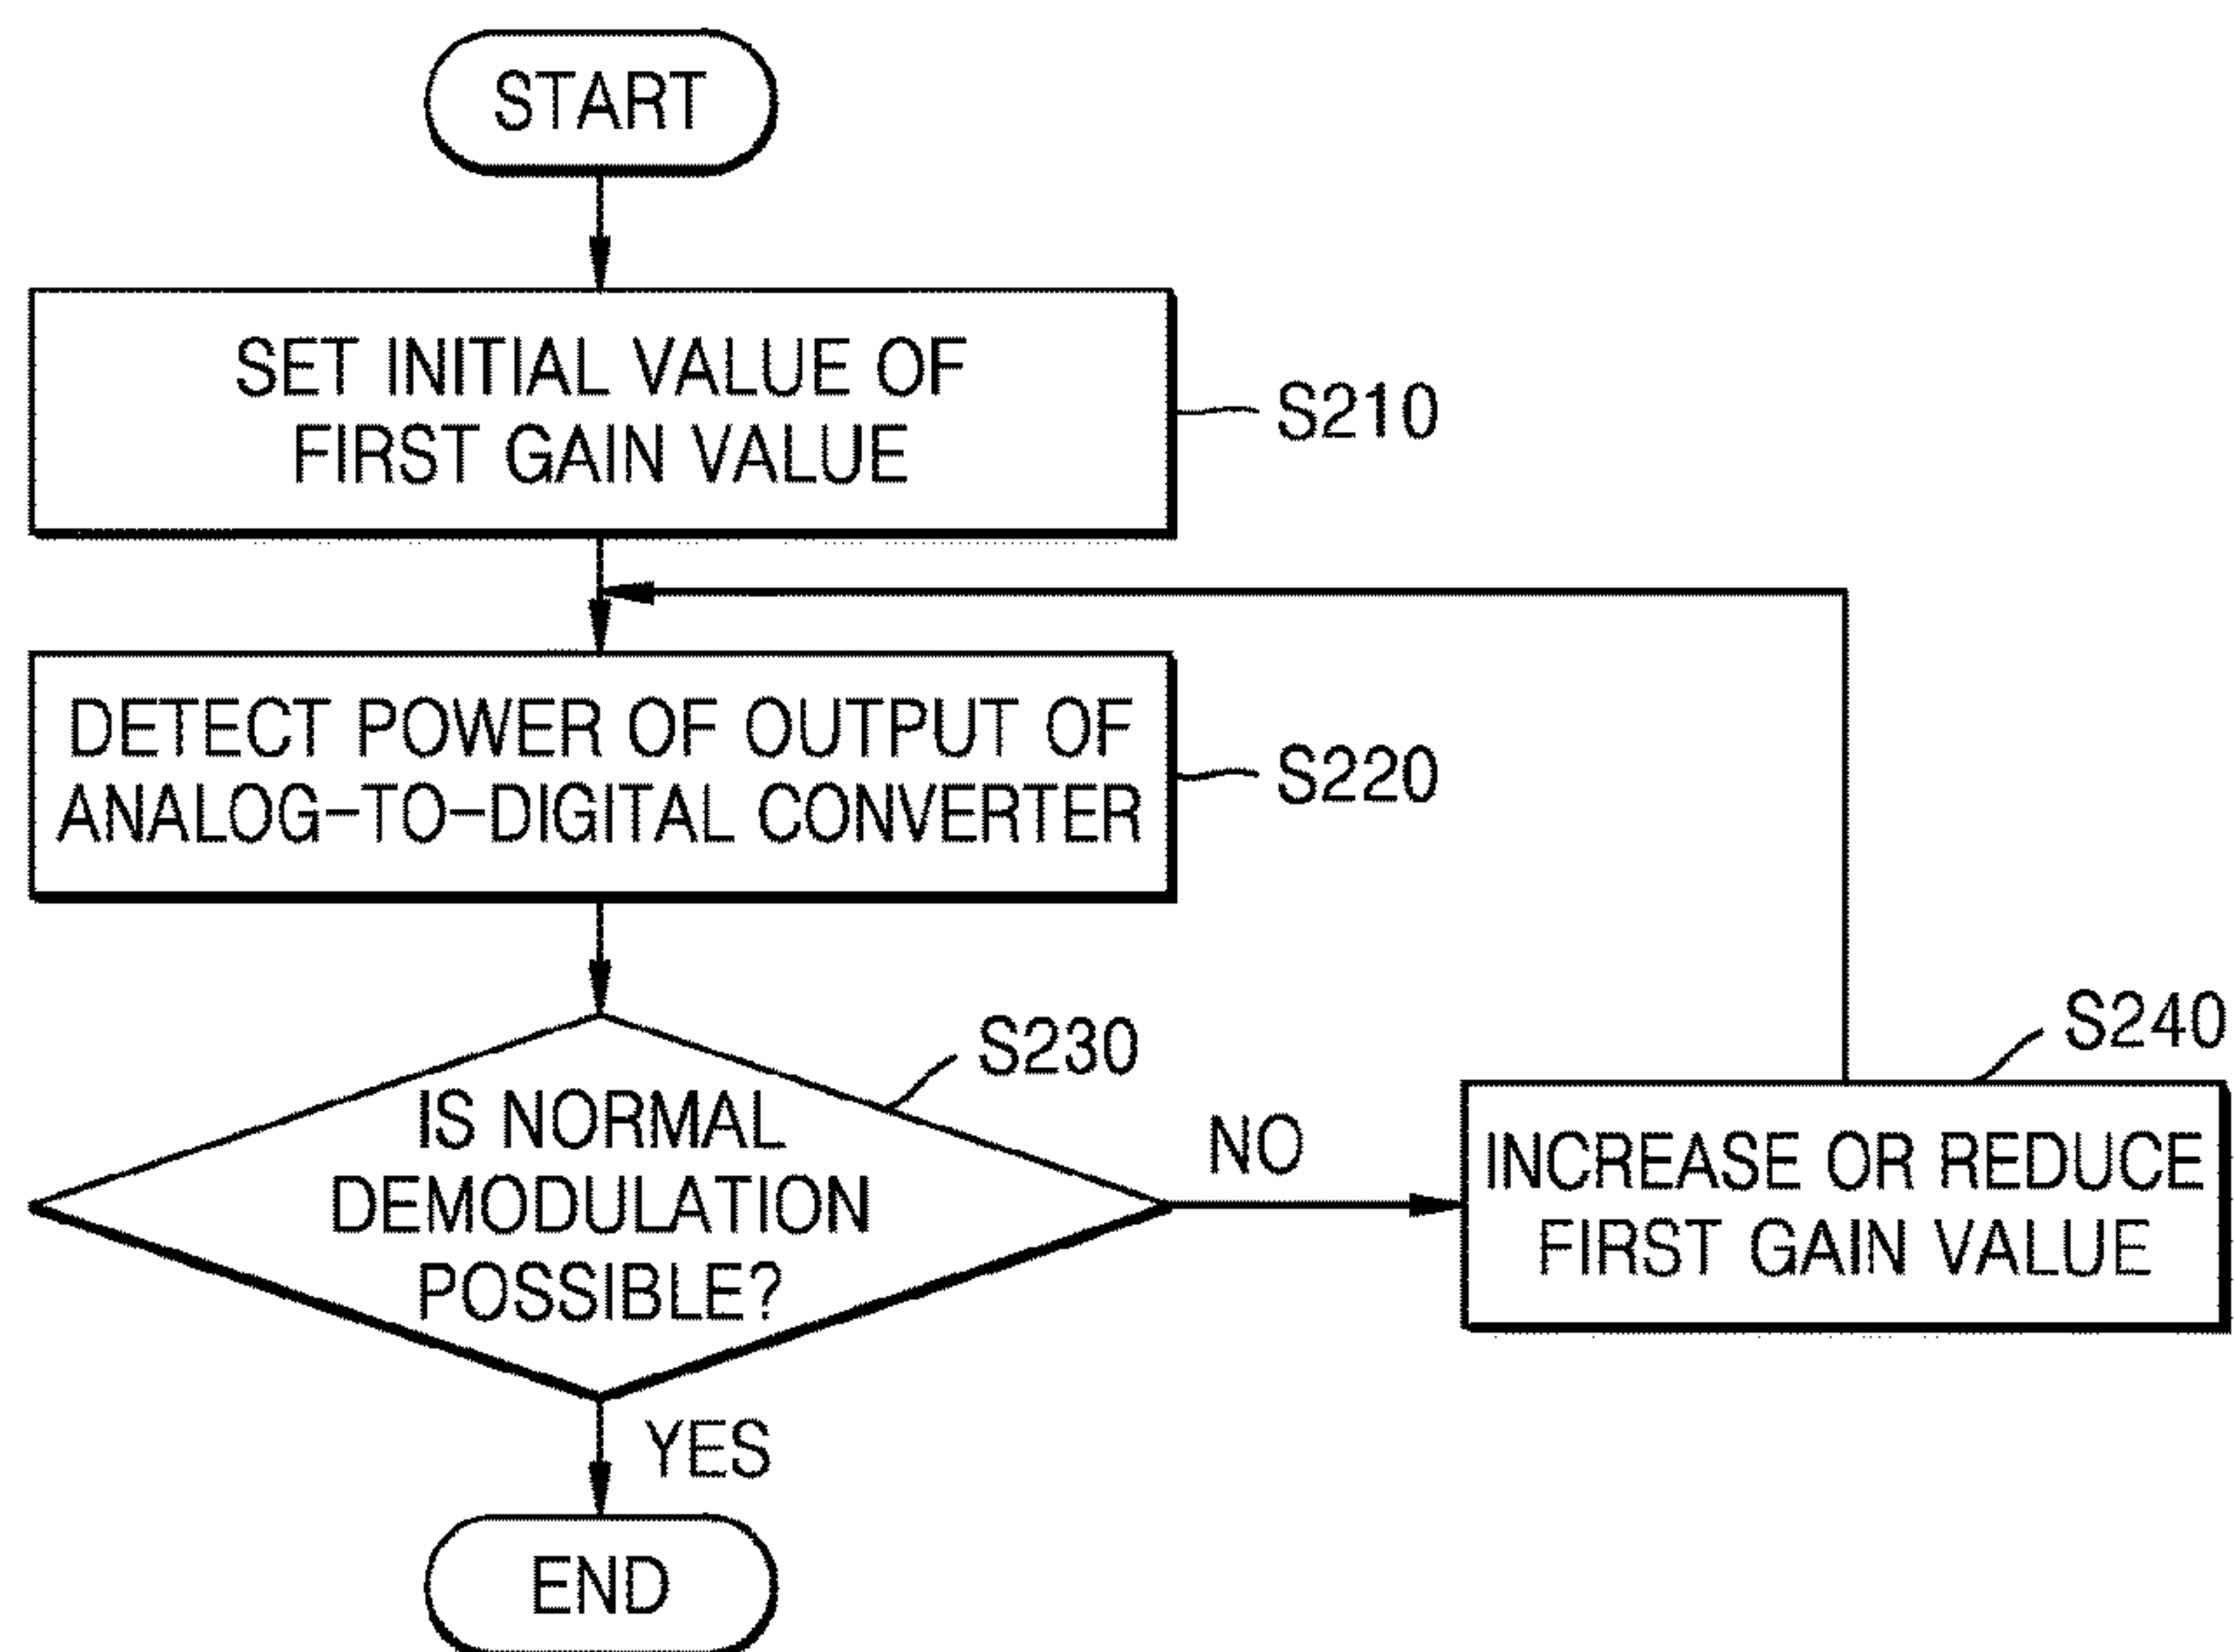 START
SET INITIAL VALUE OF
FIRST GAIN VALUE
S210
DETECT POWER OF OUTPUT OF
ANALOG-TO-DIGITAL CONVERTER
S220
S230
IS NORMAL
DEMODULATION
POSSIBLE?
NO
S240
INCREASE OR REDUCE
FIRST GAIN VALUE
YES
END